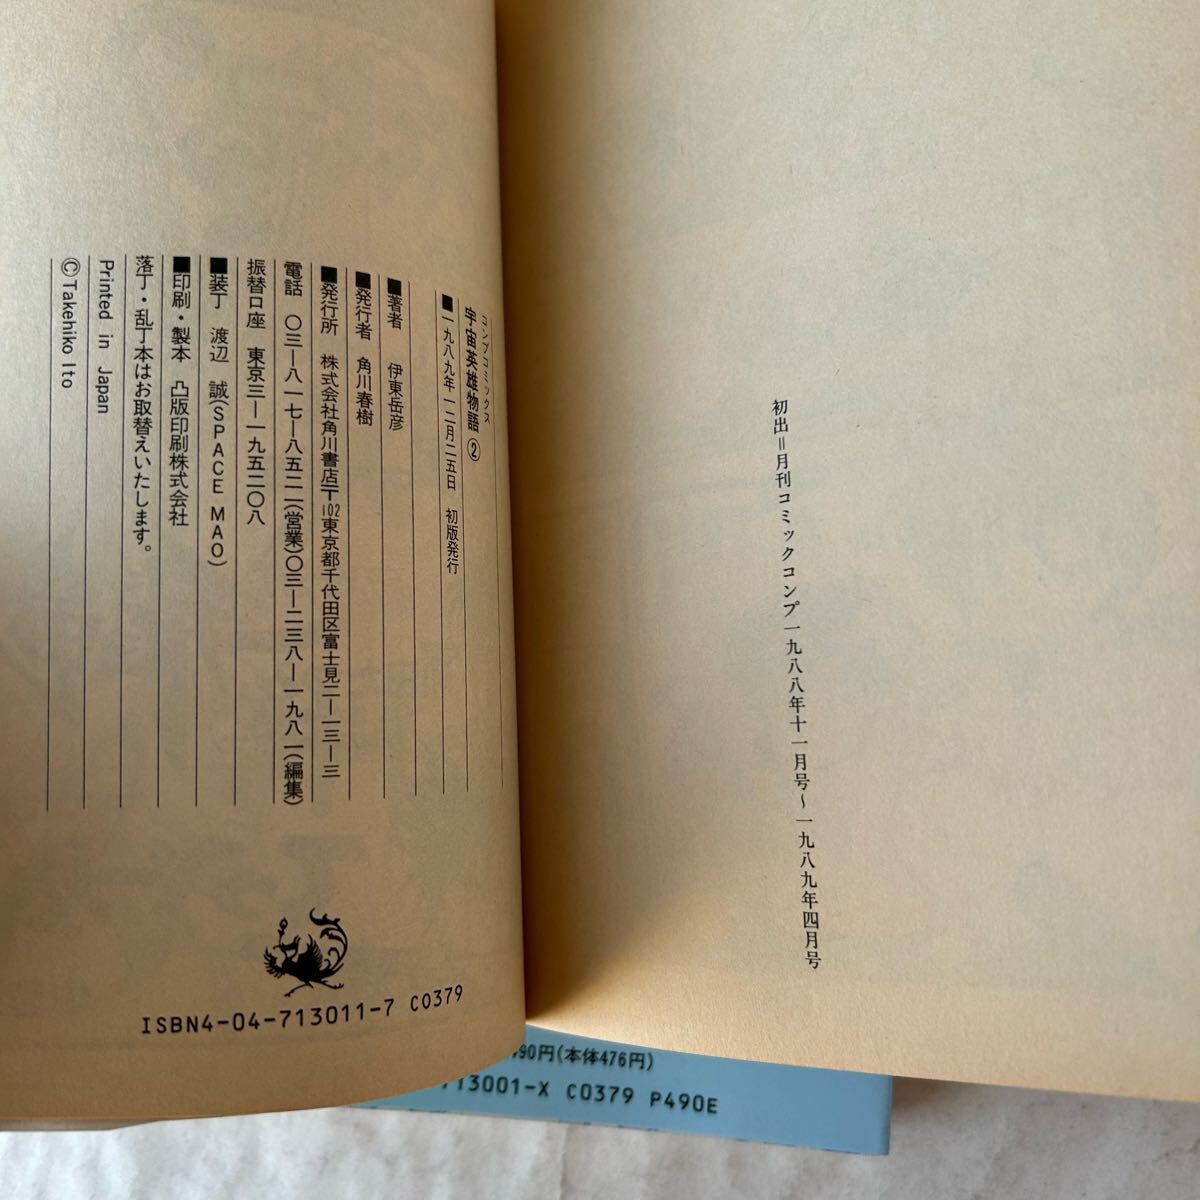 初出＝月刊コミックコンプ一九八八年十一月号～一九八九年四月号
コンプコミックス
宇宙英雄物語②
■一九八九年一二月二五日 初版発行
■著者 伊東岳彦
■発行者 角川春樹
■発行所 株式会社角川書店〒102東京都千代田区富士見二ー一三ー三
電話 〇三ー八一七ー八五二一(営業)〇三ー二三八ー一九八一(編集)
振替口座 東京三ー一九五二〇八
■装丁 渡辺 誠(SPACE MAO)
■印刷・製本 凸版印刷株式会社
落丁・乱丁本はお取替えいたします。
Printed in Japan
©Takehiko Ito
ISBN4-04-713011-7 C0379
490円(本体476円)
713001-X C0379 P490E